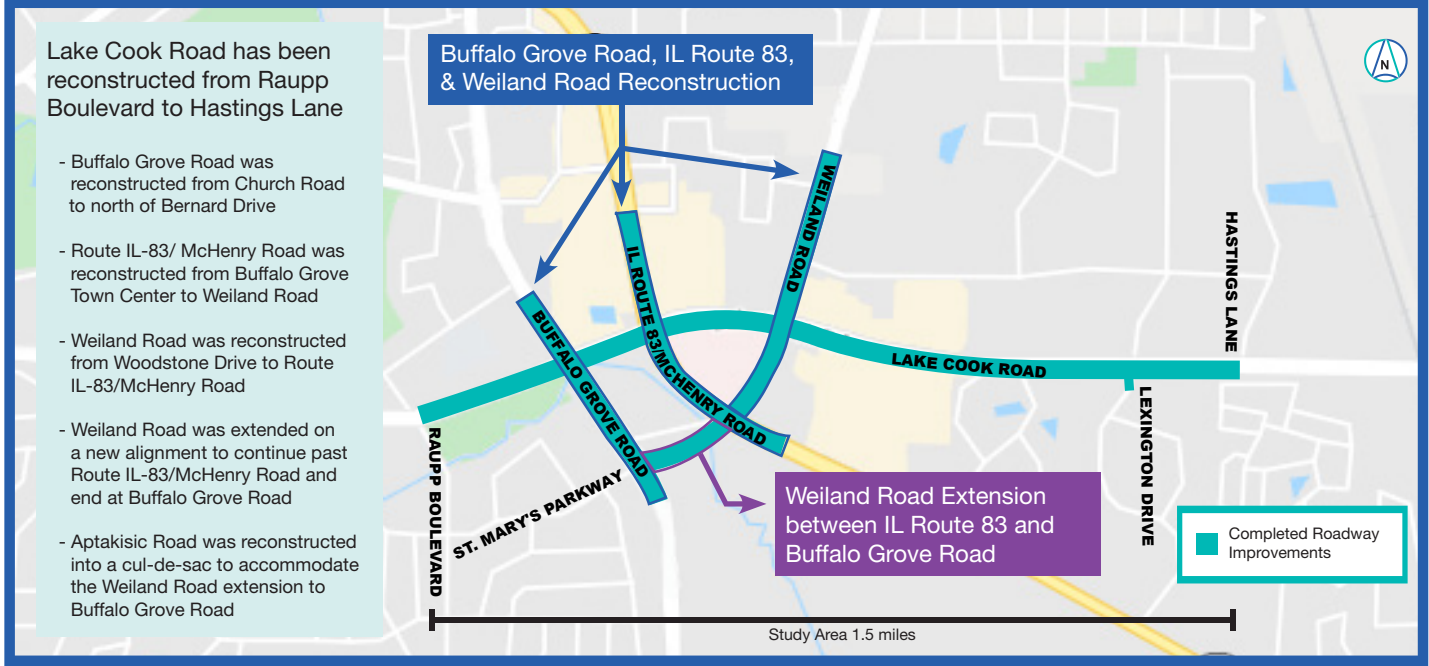 Lake Cook Road has been
reconstructed from Raupp
Boulevard to Hastings Lane
- Buffalo Grove Road was
reconstructed from Church Road
to north of Bernard Drive
- Route IL-83/ McHenry Road was
reconstructed from Buffalo Grove
Town Center to Weiland Road
- Weiland Road was reconstructed
from Woodstone Drive to Route
IL-83/McHenry Road
- Weiland Road was extended on
a new alignment to continue past
Route IL-83/McHenry Road and
end at Buffalo Grove Road
- Aptakisic Road was reconstructed
into a cul-de-sac to accommodate
the Weiland Road extension to
Buffalo Grove Road
Buffalo Grove Road, IL Route 83,
& Weiland Road Reconstruction
N
WEILAND ROAD
IL ROUTE 83/MCHENRY ROAD
BUFFALO GROVE ROAD
LAKE COOK ROAD
HASTINGS LANE
LEXINGTON DRIVE
RAUPP BOULEVARD
ST. MARY'S PARKWAY
Weiland Road Extension
between IL Route 83 and
Buffalo Grove Road
Completed Roadway
Improvements
Study Area 1.5 miles